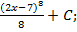 (2x−7)⁸/8 + C;